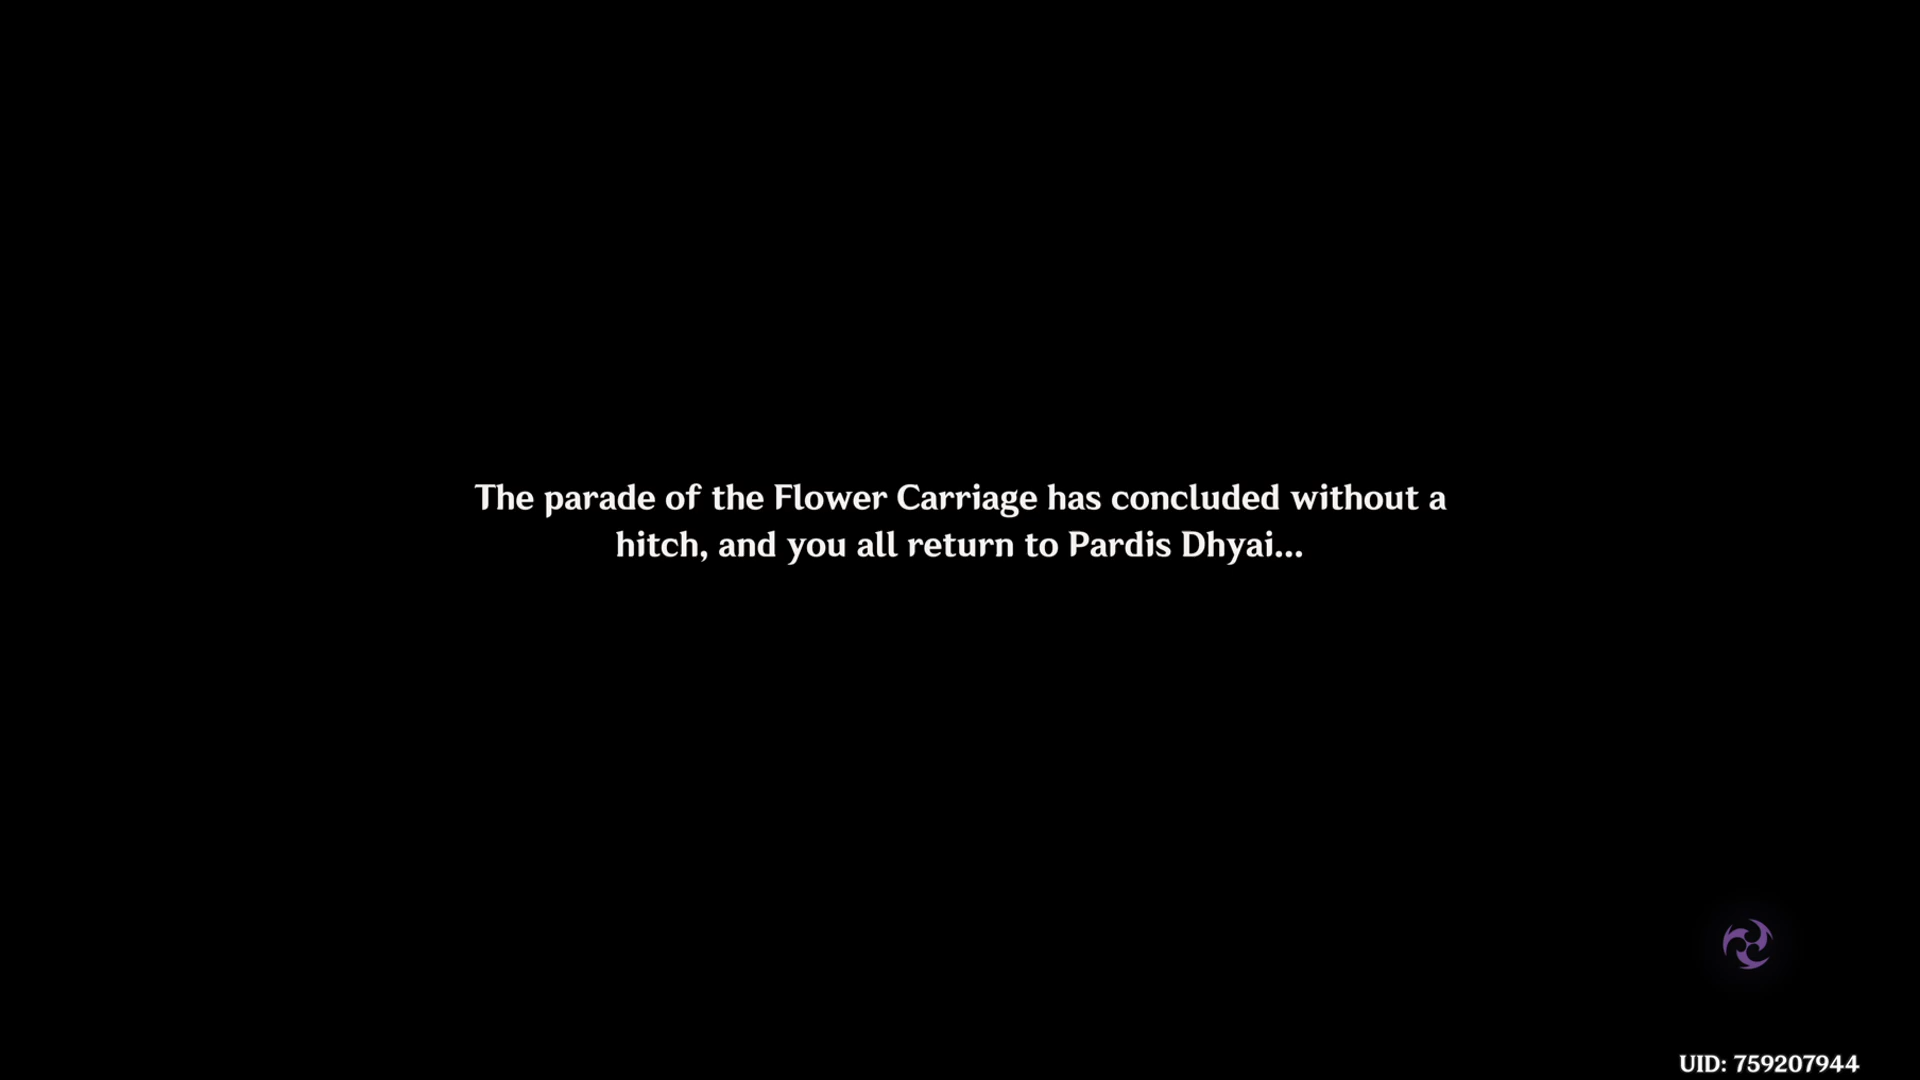 The parade of the Flower Carriage has concluded without a
hitch, and you all return to Pardis Dhyai...
UID: 759207944